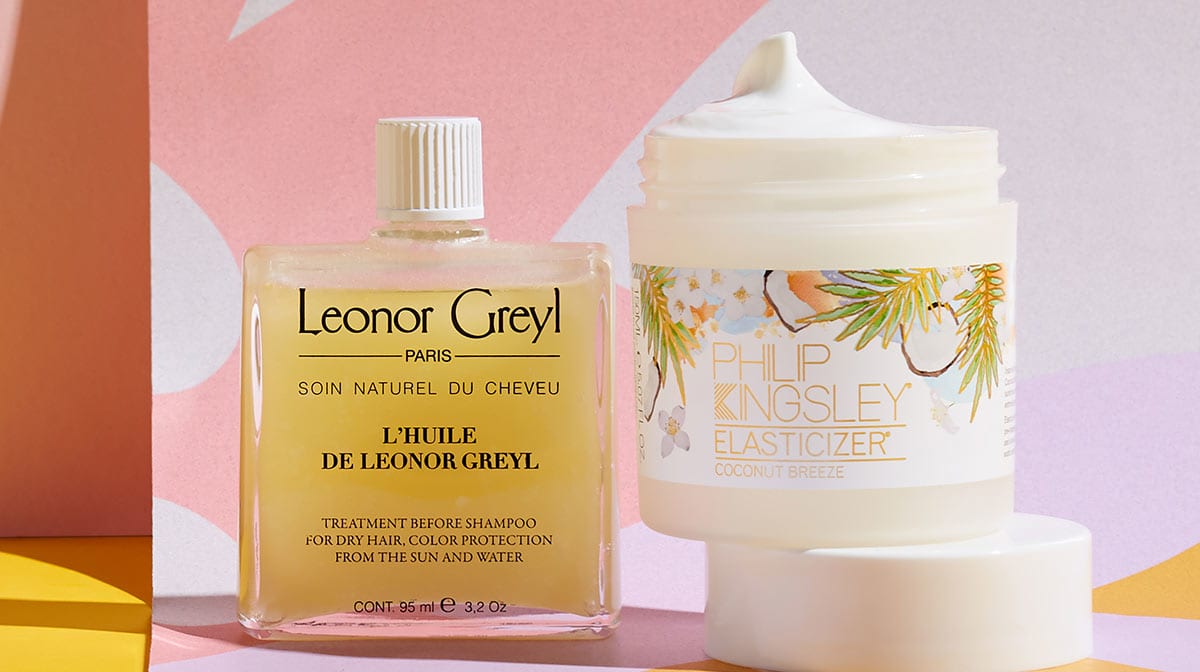 Leonor Greyl
PARIS
SOIN NATUREL DU CHEVEU
L'HUILE
DE LEONOR GREYL
TREATMENT BEFORE SHAMPOO
FOR DRY HAIR, COLOR PROTECTION
FROM THE SUN AND WATER
CONT. 95 ml ℮ 3,2 Oz
PHILIP
KINGSLEY®
ELASTICIZER®
COCONUT BREEZE